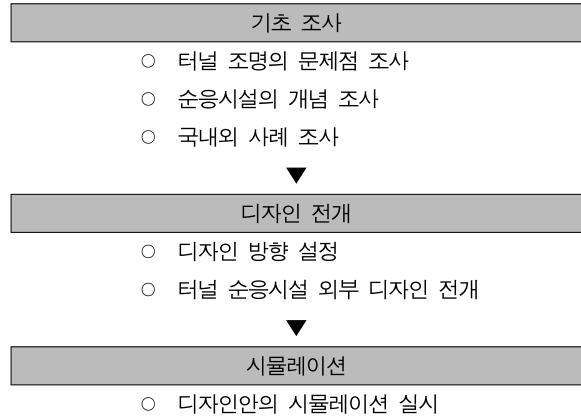 기초 조사
○ 터널 조명의 문제점 조사
○ 순응시설의 개념 조사
○ 국내외 사례 조사
▼
디자인 전개
○ 디자인 방향 설정
○ 터널 순응시설 외부 디자인 전개
▼
시뮬레이션
○ 디자인안의 시뮬레이션 실시